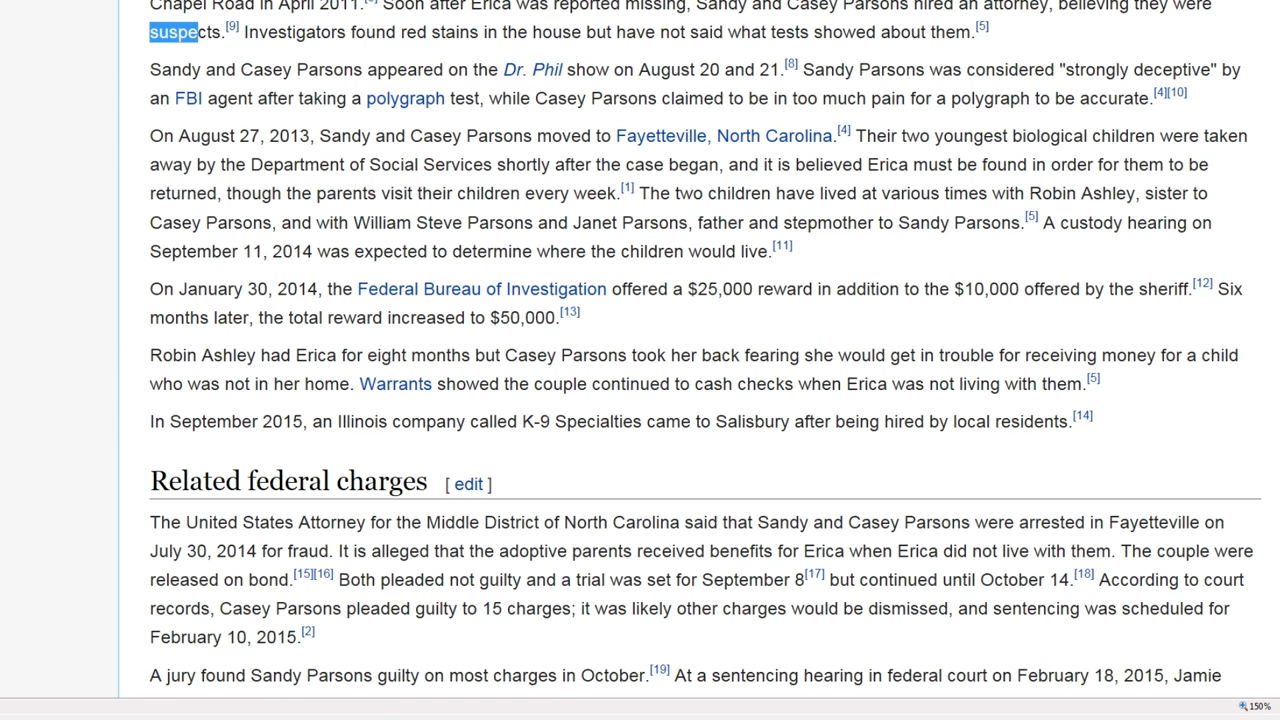 Chapel Road in April 2011. Soon after Erica was reported missing, Sandy and Casey Parsons hired an attorney, believing they were
suspects.[9] Investigators found red stains in the house but have not said what tests showed about them.[5]
Sandy and Casey Parsons appeared on the Dr. Phil show on August 20 and 21.[8] Sandy Parsons was considered "strongly deceptive" by
an FBI agent after taking a polygraph test, while Casey Parsons claimed to be in too much pain for a polygraph to be accurate.[4][10]
On August 27, 2013, Sandy and Casey Parsons moved to Fayetteville, North Carolina.[4] Their two youngest biological children were taken
away by the Department of Social Services shortly after the case began, and it is believed Erica must be found in order for them to be
returned, though the parents visit their children every week.[1] The two children have lived at various times with Robin Ashley, sister to
Casey Parsons, and with William Steve Parsons and Janet Parsons, father and stepmother to Sandy Parsons.[5] A custody hearing on
September 11, 2014 was expected to determine where the children would live.[11]
On January 30, 2014, the Federal Bureau of Investigation offered a $25,000 reward in addition to the $10,000 offered by the sheriff.[12] Six
months later, the total reward increased to $50,000.[13]
Robin Ashley had Erica for eight months but Casey Parsons took her back fearing she would get in trouble for receiving money for a child
who was not in her home. Warrants showed the couple continued to cash checks when Erica was not living with them.[5]
In September 2015, an Illinois company called K-9 Specialties came to Salisbury after being hired by local residents.[14]
Related federal charges [ edit ]
The United States Attorney for the Middle District of North Carolina said that Sandy and Casey Parsons were arrested in Fayetteville on
July 30, 2014 for fraud. It is alleged that the adoptive parents received benefits for Erica when Erica did not live with them. The couple were
released on bond.[15][16] Both pleaded not guilty and a trial was set for September 8[17] but continued until October 14.[18] According to court
records, Casey Parsons pleaded guilty to 15 charges; it was likely other charges would be dismissed, and sentencing was scheduled for
February 10, 2015.[2]
A jury found Sandy Parsons guilty on most charges in October.[19] At a sentencing hearing in federal court on February 18, 2015, Jamie
150%